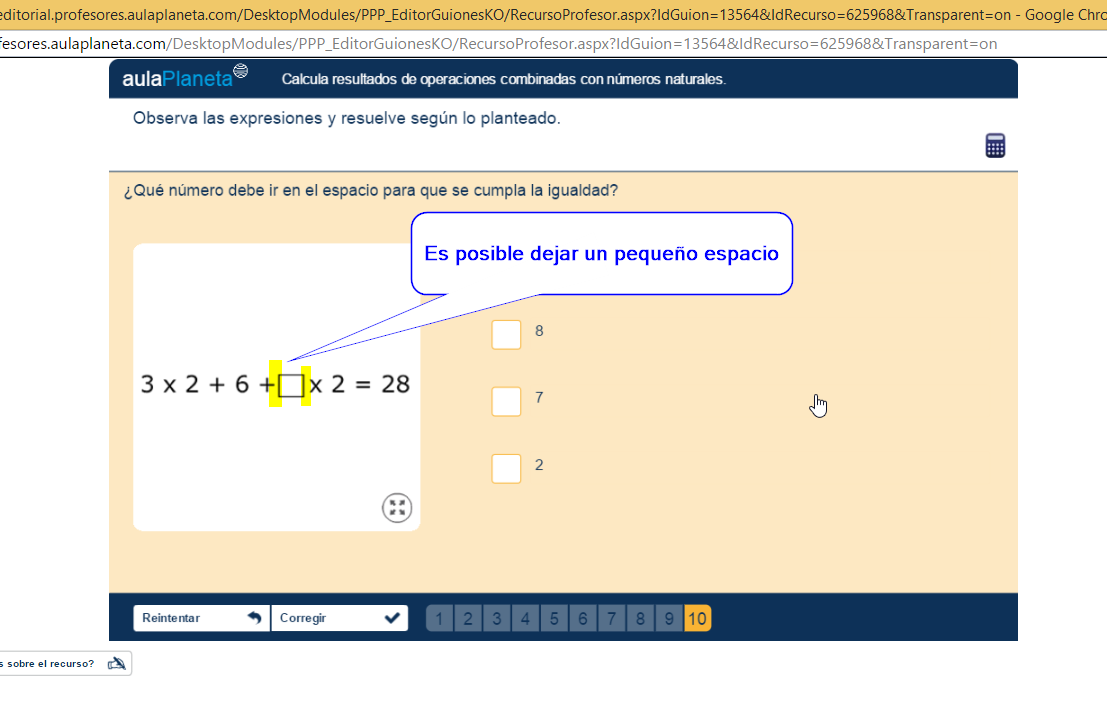 editorial.profesores.aulaplaneta.com/DesktopModules/PPP_EditorGuionesKO/RecursoProfesor.aspx?IdGuion=13564&IdRecurso=625968&Transparent=on - Google Chro
fesores.aulaplaneta.com/DesktopModules/PPP_EditorGuionesKO/RecursoProfesor.aspx?IdGuion=13564&IdRecurso=625968&Transparent=on
aulaPlaneta Calcula resultados de operaciones combinadas con números naturales.
Observa las expresiones y resuelve según lo planteado.
¿Qué número debe ir en el espacio para que se cumpla la igualdad?
Es posible dejar un pequeño espacio
8
3 x 2 + 6 +□x 2 = 28
7
2
Reintentar Corregir 1 2 3 4 5 6 7 8 9 10
s sobre el recurso?